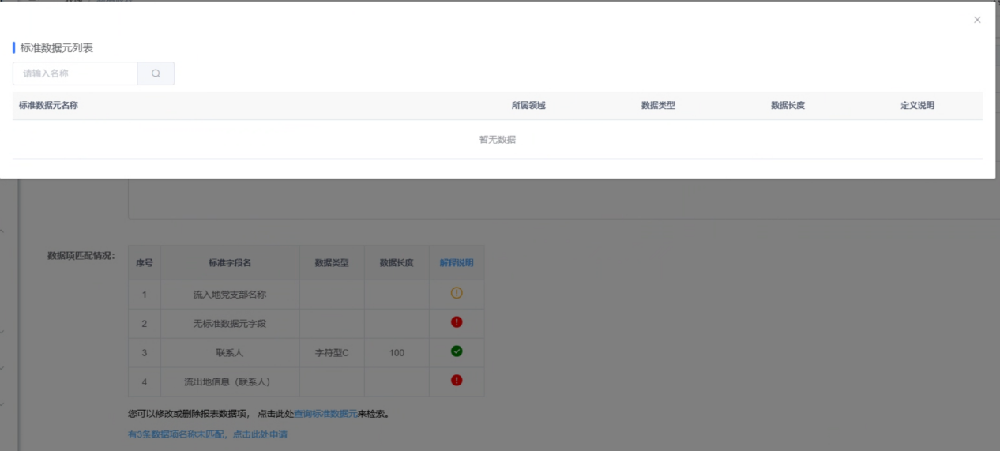 标准数据元列表
请输入名称
标准数据元名称 所属领域 数据类型 数据长度 定义说明
暂无数据
数据项匹配情况：
序号 标准字段名 数据类型 数据长度 解释说明
1 流入地党支部名称
2 无标准数据元字段
3 联系人 字符型C 100
4 流出地信息（联系人）
您可以修改或删除报表数据项， 点击此处查询标准数据元来检索。
有3条数据项名称未匹配，点击此处申请